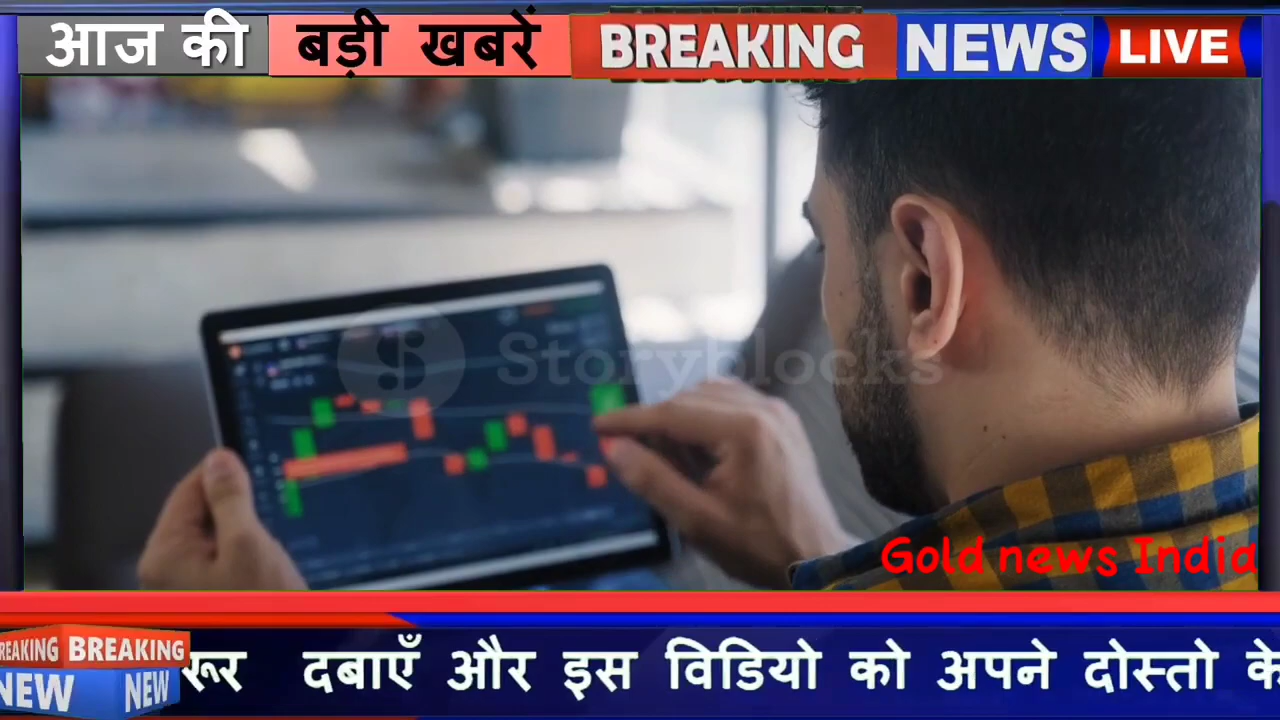 आज की बड़ी खबरें BREAKING NEWS LIVE
Storyblocks
Gold news India
BREAKING BREAKING
NEW NEW
दबाएँ और इस विडियो को अपने दोस्तो के